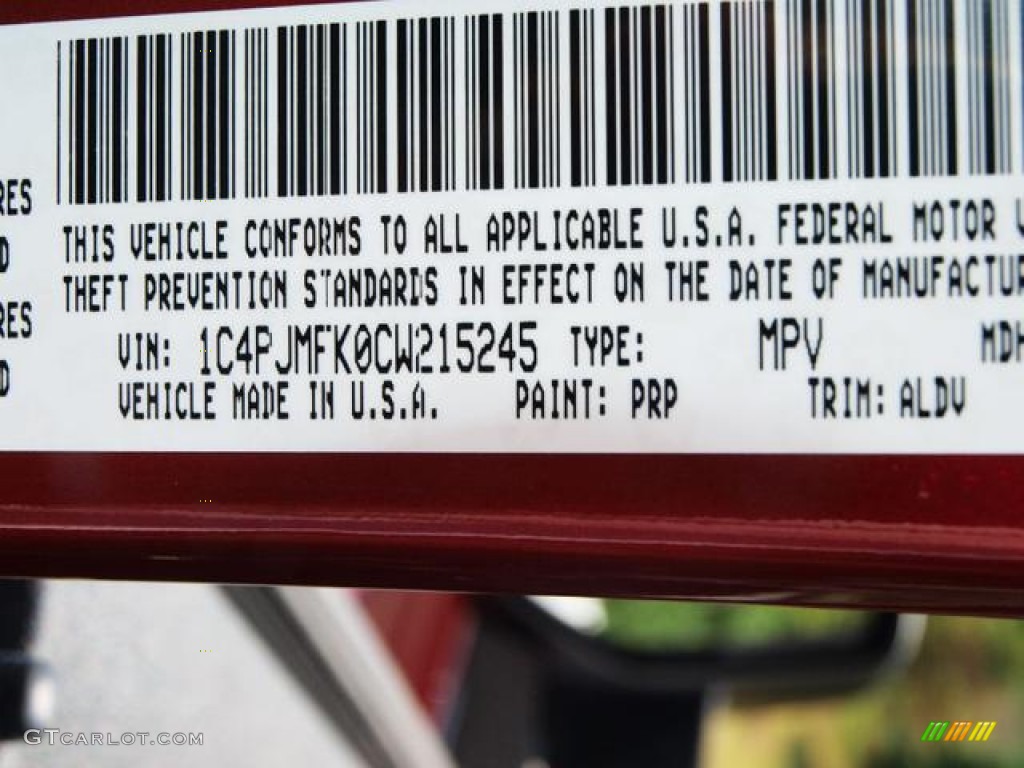 RES
D
RES
D
THIS VEHICLE CONFORMS TO ALL APPLICABLE U.S.A. FEDERAL MOTOR
THEFT PREVENTION STANDARDS IN EFFECT ON THE DATE OF MANUFACTUR
VIN: 1C4PJMFK0CW215245 TYPE: MPV MDH
VEHICLE MADE IN U.S.A. PAINT: PRP TRIM: ALDV
GTCARLOT.COM